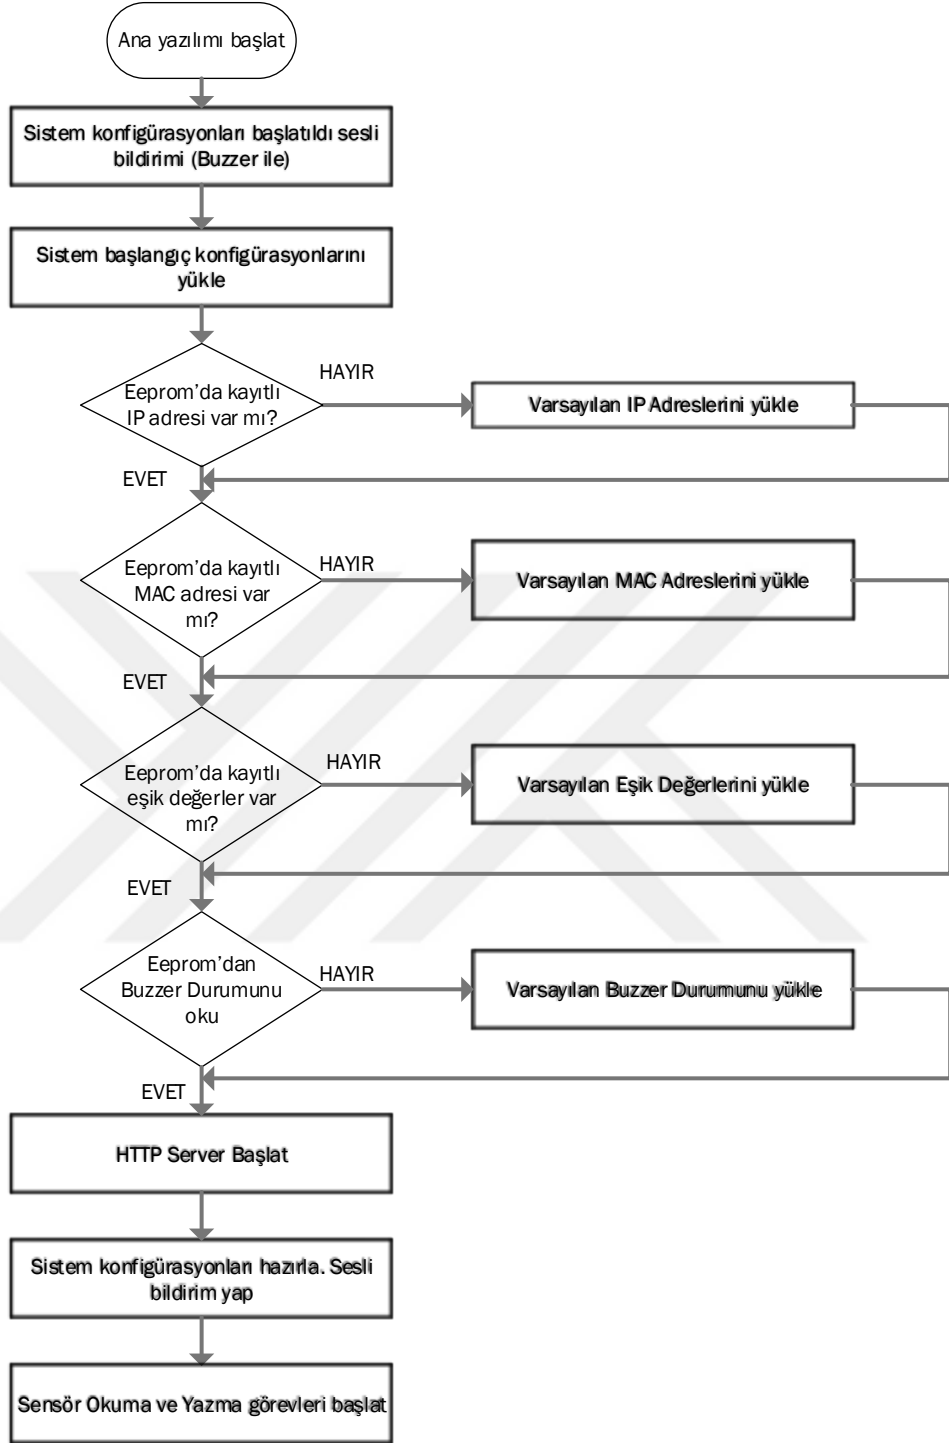 Ana yazılımı başlat
Sistem konfigürasyonları başlatıldı sesli
bildirimi (Buzzer ile)
Sistem başlangıç konfigürasyonlarını
yükle
Eeprom'da kayıtlı
IP adresi var mı?
HAYIR
Varsayılan IP Adreslerini yükle
EVET
Eeprom'da kayıtlı
MAC adresi var
mı?
HAYIR
Varsayılan MAC Adreslerini yükle
EVET
Eeprom'da kayıtlı
eşik değerler var
mı?
HAYIR
Varsayılan Eşik Değerlerini yükle
EVET
Eeprom'dan
Buzzer Durumunu
oku
HAYIR
Varsayılan Buzzer Durumunu yükle
EVET
HTTP Server Başlat
Sistem konfigürasyonları hazırla. Sesli
bildirim yap
Sensör Okuma ve Yazma görevleri başlat